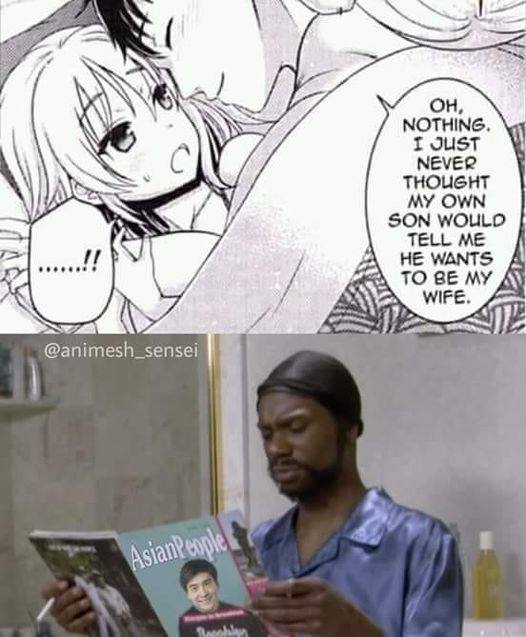 OH,
NOTHING.
I JUST
NEVER
THOUGHT
MY OWN
SON WOULD
TELL ME
HE WANTS
TO BE MY
WIFE.
......!!
@animesh_sensei
AsianPeople